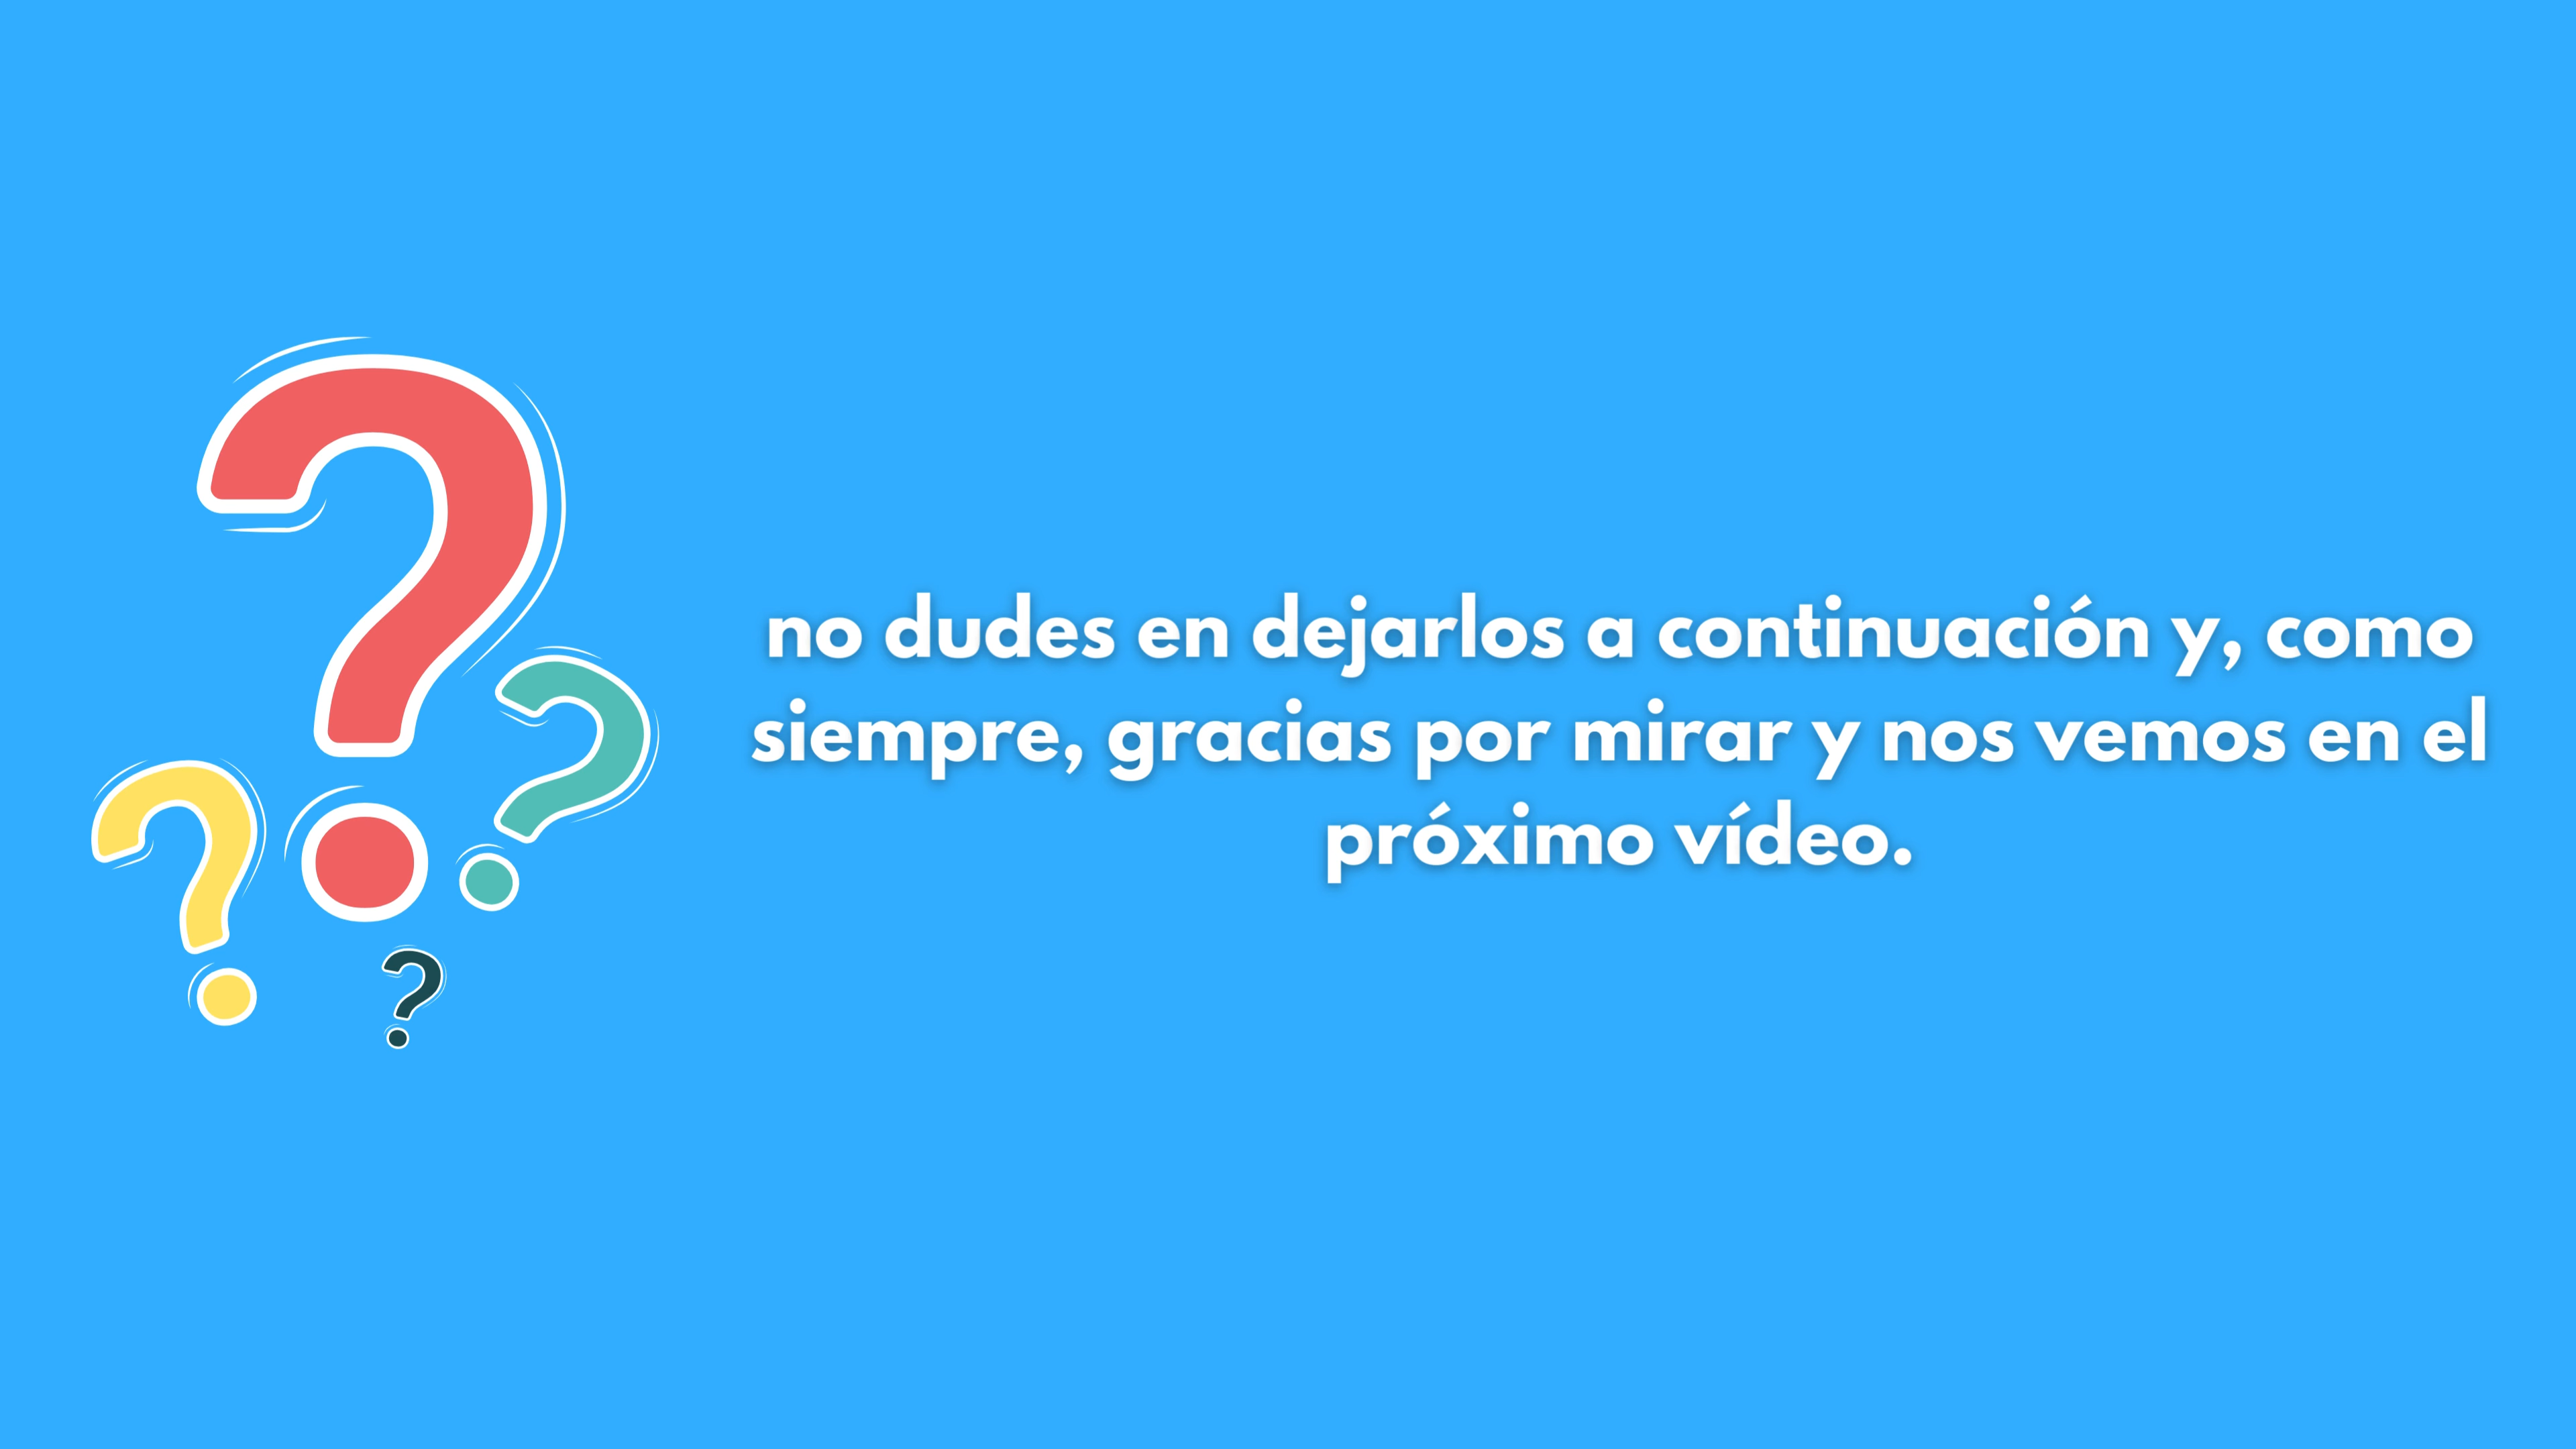 no dudes en dejarlos a continuación y, como
siempre, gracias por mirar y nos vemos en el
próximo vídeo.